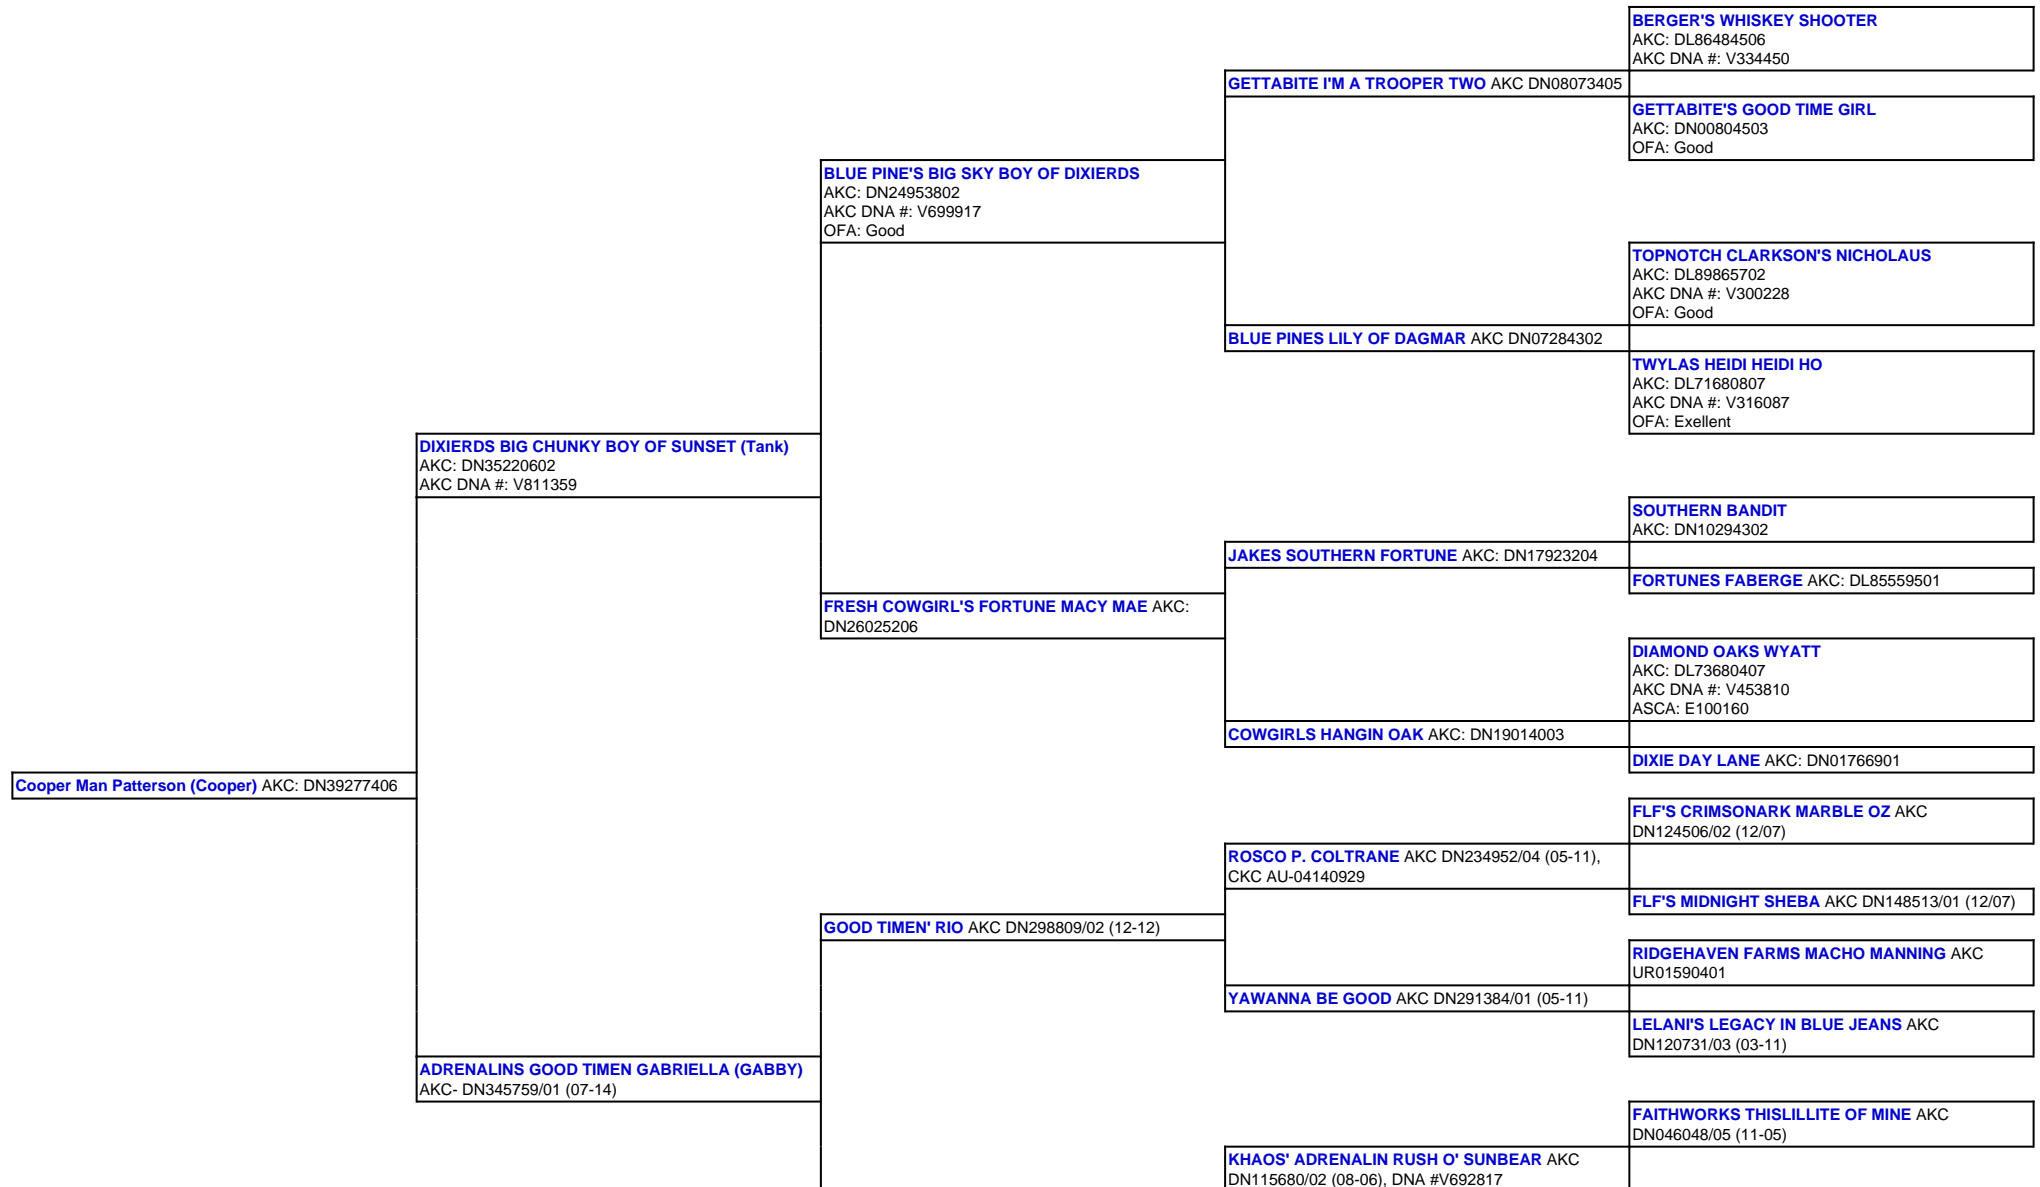 BERGER'S WHISKEY SHOOTER
AKC: DL86484506
AKC DNA #: V334450
GETTABITE I'M A TROOPER TWO AKC DN08073405
GETTABITE'S GOOD TIME GIRL
AKC: DN00804503
OFA: Good
BLUE PINE'S BIG SKY BOY OF DIXIERDS
AKC: DN24953802
AKC DNA #: V699917
OFA: Good
TOPNOTCH CLARKSON'S NICHOLAUS
AKC: DL89865702
AKC DNA #: V300228
OFA: Good
BLUE PINES LILY OF DAGMAR AKC DN07284302
TWYLAS HEIDI HEIDI HO
AKC: DL71680807
AKC DNA #: V316087
OFA: Exellent
DIXIERDS BIG CHUNKY BOY OF SUNSET (Tank)
AKC: DN35220602
AKC DNA #: V811359
SOUTHERN BANDIT
AKC: DN10294302
JAKES SOUTHERN FORTUNE AKC: DN17923204
FORTUNES FABERGE AKC: DL85559501
FRESH COWGIRL'S FORTUNE MACY MAE AKC:
DN26025206
DIAMOND OAKS WYATT
AKC: DL73680407
AKC DNA #: V453810
ASCA: E100160
COWGIRLS HANGIN OAK AKC: DN19014003
DIXIE DAY LANE AKC: DN01766901
Cooper Man Patterson (Cooper) AKC: DN39277406
FLF'S CRIMSONARK MARBLE OZ AKC
DN124506/02 (12/07)
ROSCO P. COLTRANE AKC DN234952/04 (05-11),
CKC AU-04140929
FLF'S MIDNIGHT SHEBA AKC DN148513/01 (12/07)
GOOD TIMEN' RIO AKC DN298809/02 (12-12)
RIDGEHAVEN FARMS MACHO MANNING AKC
UR01590401
YAWANNA BE GOOD AKC DN291384/01 (05-11)
LELANI'S LEGACY IN BLUE JEANS AKC
DN120731/03 (03-11)
ADRENALINS GOOD TIMEN GABRIELLA (GABBY)
AKC- DN345759/01 (07-14)
FAITHWORKS THISLILLITE OF MINE AKC
DN046048/05 (11-05)
KHAOS' ADRENALIN RUSH O' SUNBEAR AKC
DN115680/02 (08-06), DNA #V692817